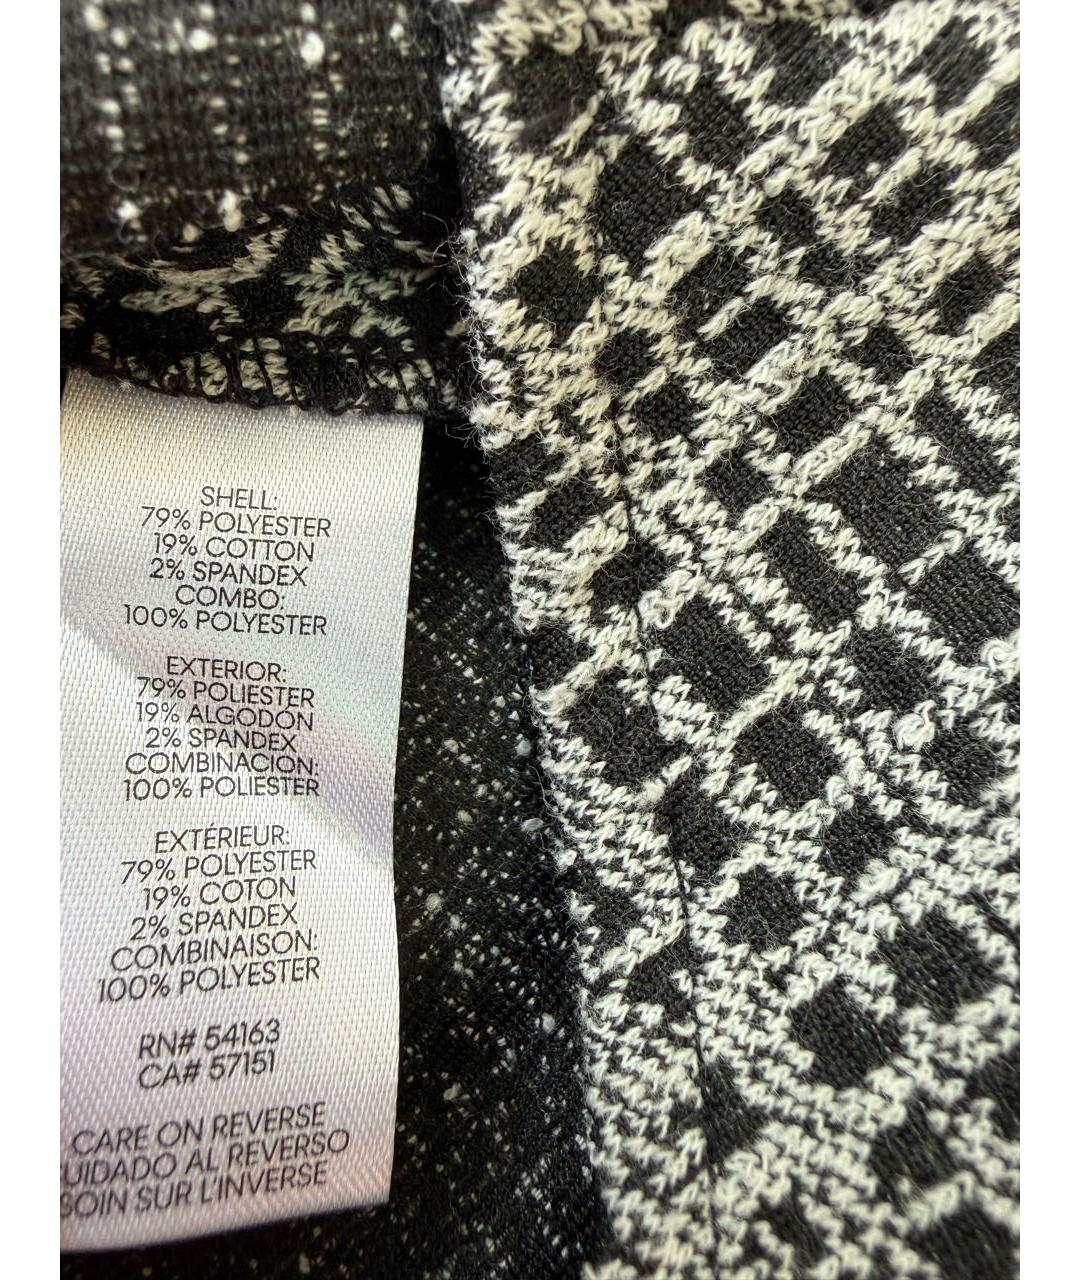 SHELL:
79% POLYESTER
19% COTTON
2% SPANDEX
COMBO:
100% POLYESTER
EXTERIOR:
79% POLIESTER
19% ALGODÓN
2% SPANDEX
COMBINACION:
100% POLIESTER
EXTÉRIEUR:
79% POLYESTER
19% COTON
2% SPANDEX
COMBINAISON:
100% POLYESTER
RN# 54163
CA# 57151
CARE ON REVERSE
UIDADO AL REVERSO
SOIN SUR L'INVERSE